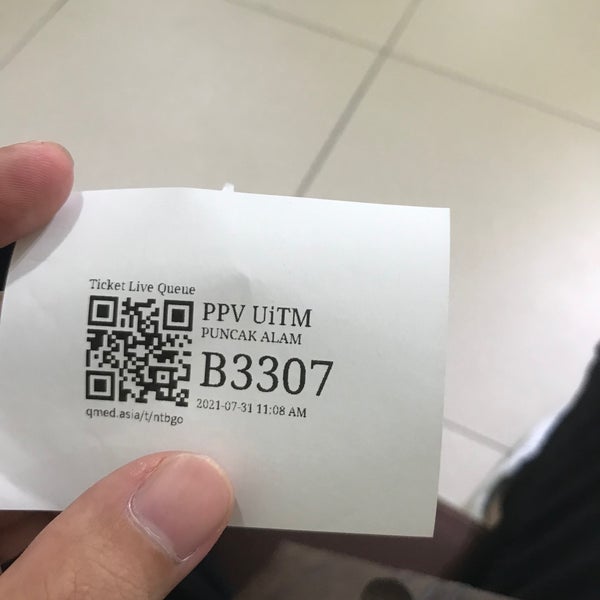 Ticket Live Queue
PPV UiTM
PUNCAK ALAM
B3307
2021-07-31 11:08 AM
qmed.asia/t/ntbgo